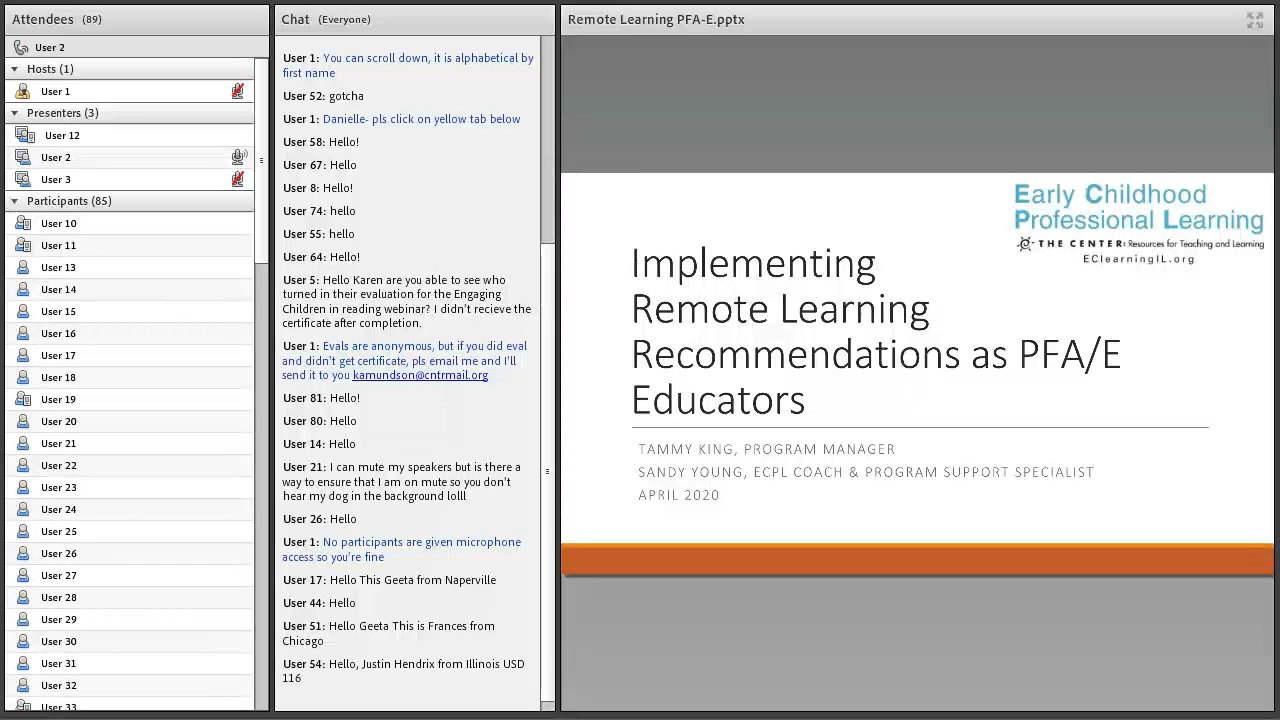 Attendees (89)
User 2
Hosts (1)
User 1
Presenters (3)
User 12
User 2
User 3
Participants (85)
User 10
User 11
User 13
User 14
User 15
User 16
User 17
User 18
User 19
User 20
User 21
User 22
User 23
User 24
User 25
User 26
User 27
User 28
User 29
User 30
User 31
User 32
User 33
Chat (Everyone)
User 1: You can scroll down, it is alphabetical by
first name
User 52: gotcha
User 1: Danielle- pls click on yellow tab below
User 58: Hello!
User 67: Hello
User 8: Hello!
User 74: hello
User 55: hello
User 64: Hello!
User 5: Hello Karen are you able to see who
turned in their evaluation for the Engaging
Children in reading webinar? I didn't recieve the
certificate after completion.
User 1: Evals are anonymous, but if you did eval
and didn't get certificate, pls email me and I'll
send it to you kamundson@cntrmail.org
User 81: Hello!
User 80: Hello
User 14: Hello
User 21: I can mute my speakers but is there a
way to ensure that I am on mute so you don't
hear my dog in the background lolll
User 26: Hello
User 1: No participants are given microphone
access so you're fine
User 17: Hello This Geeta from Naperville
User 44: Hello
User 51: Hello Geeta This is Frances from
Chicago
User 54: Hello, Justin Hendrix from Illinois USD
116
Remote Learning PFA-E.pptx
Early Childhood
Professional Learning
THE CENTER: Resources for Teaching and Learning
EClearningIL.org
Implementing
Remote Learning
Recommendations as PFA/E
Educators
TAMMY KING, PROGRAM MANAGER
SANDY YOUNG, ECPL COACH & PROGRAM SUPPORT SPECIALIST
APRIL 2020